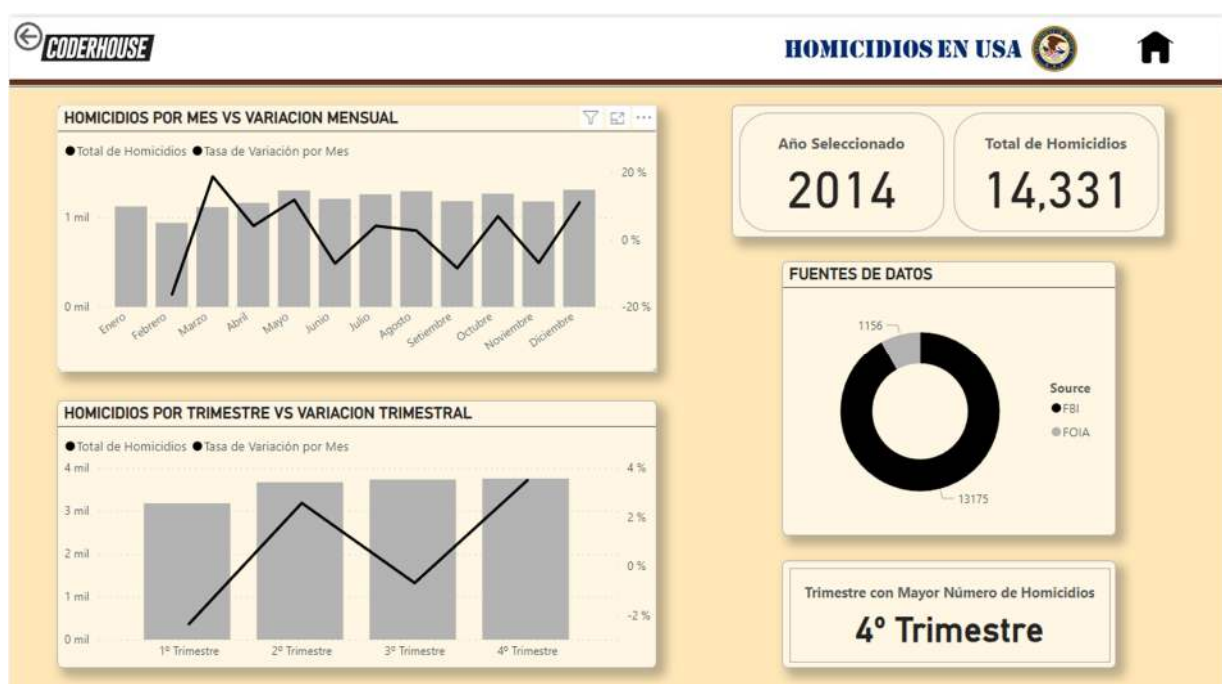 CODERHOUSE
HOMICIDIOS EN USA
HOMICIDIOS POR MES VS VARIACION MENSUAL
Total de Homicidios Tasa de Variación por Mes
20 %
1 mil
0 %
0 mil
-20 %
Enero
Febrero
Marzo
Abril
Mayo
Junio
Julio
Agosto
Setiembre
Octubre
Noviembre
Diciembre
Año Seleccionado
2014
Total de Homicidios
14,331
FUENTES DE DATOS
1156
Source
FBI
FOIA
13175
HOMICIDIOS POR TRIMESTRE VS VARIACION TRIMESTRAL
Total de Homicidios Tasa de Variación por Mes
4 mil
4 %
3 mil
2 %
2 mil
0 %
1 mil
-2 %
0 mil
1º Trimestre
2º Trimestre
3º Trimestre
4º Trimestre
Trimestre con Mayor Número de Homicidios
4º Trimestre